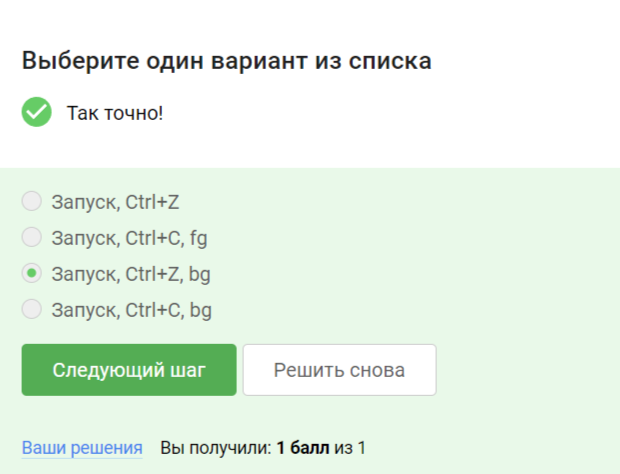 Выберите один вариант из списка
Так точно!
Запуск, Ctrl+Z
Запуск, Ctrl+C, fg
Запуск, Ctrl+Z, bg
Запуск, Ctrl+C, bg
Следующий шаг Решить снова
Ваши решения Вы получили: 1 балл из 1